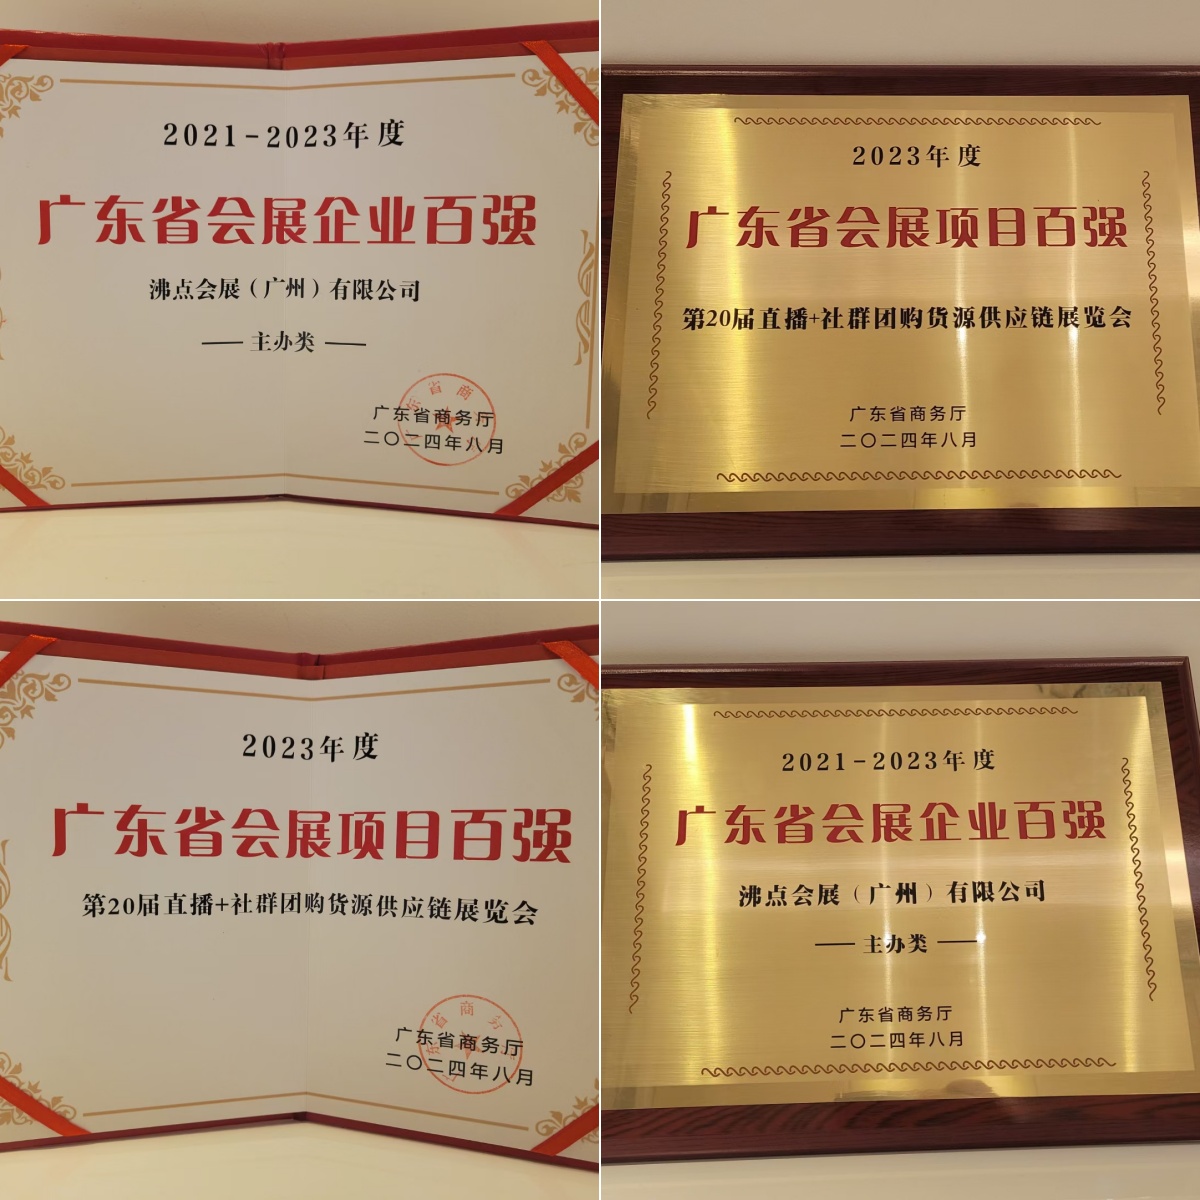 2021-2023年度
广东省会展企业百强
沸点会展（广州）有限公司
主办类
广东省商务厅
二〇二四年八月
2023年度
广东省会展项目百强
第20届直播+社群团购货源供应链展览会
广东省商务厅
二〇二四年八月
2023年度
广东省会展项目百强
第20届直播+社群团购货源供应链展览会
广东省商务厅
二〇二四年八月
2021-2023年度
广东省会展企业百强
沸点会展（广州）有限公司
主办类
广东省商务厅
二〇二四年八月